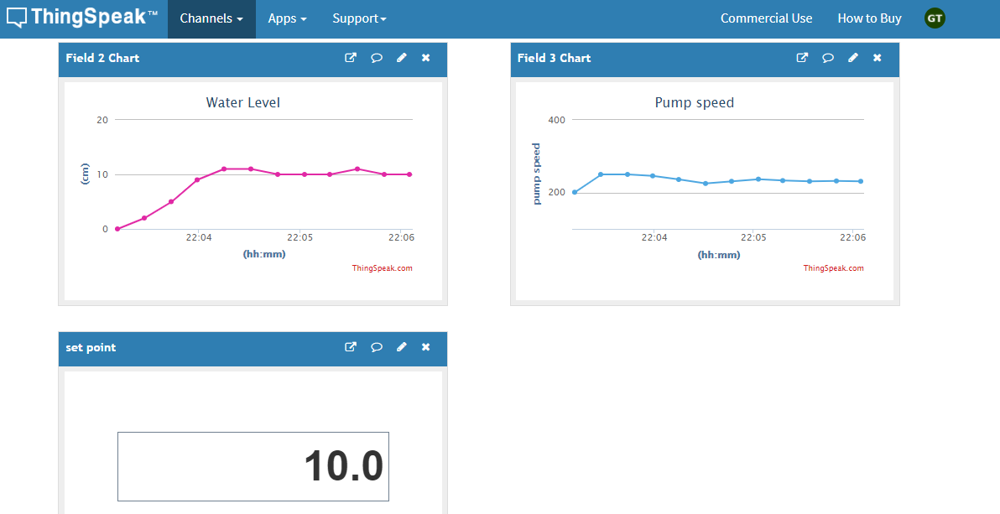 ThingSpeak™ Channels Apps Support Commercial Use How to Buy GT
Field 2 Chart
Water Level
20
10
0
(cm)
22:04 22:05 22:06
(hh:mm)
ThingSpeak.com
Field 3 Chart
Pump speed
400
200
pump speed
22:04 22:05 22:06
(hh:mm)
ThingSpeak.com
set point
10.0